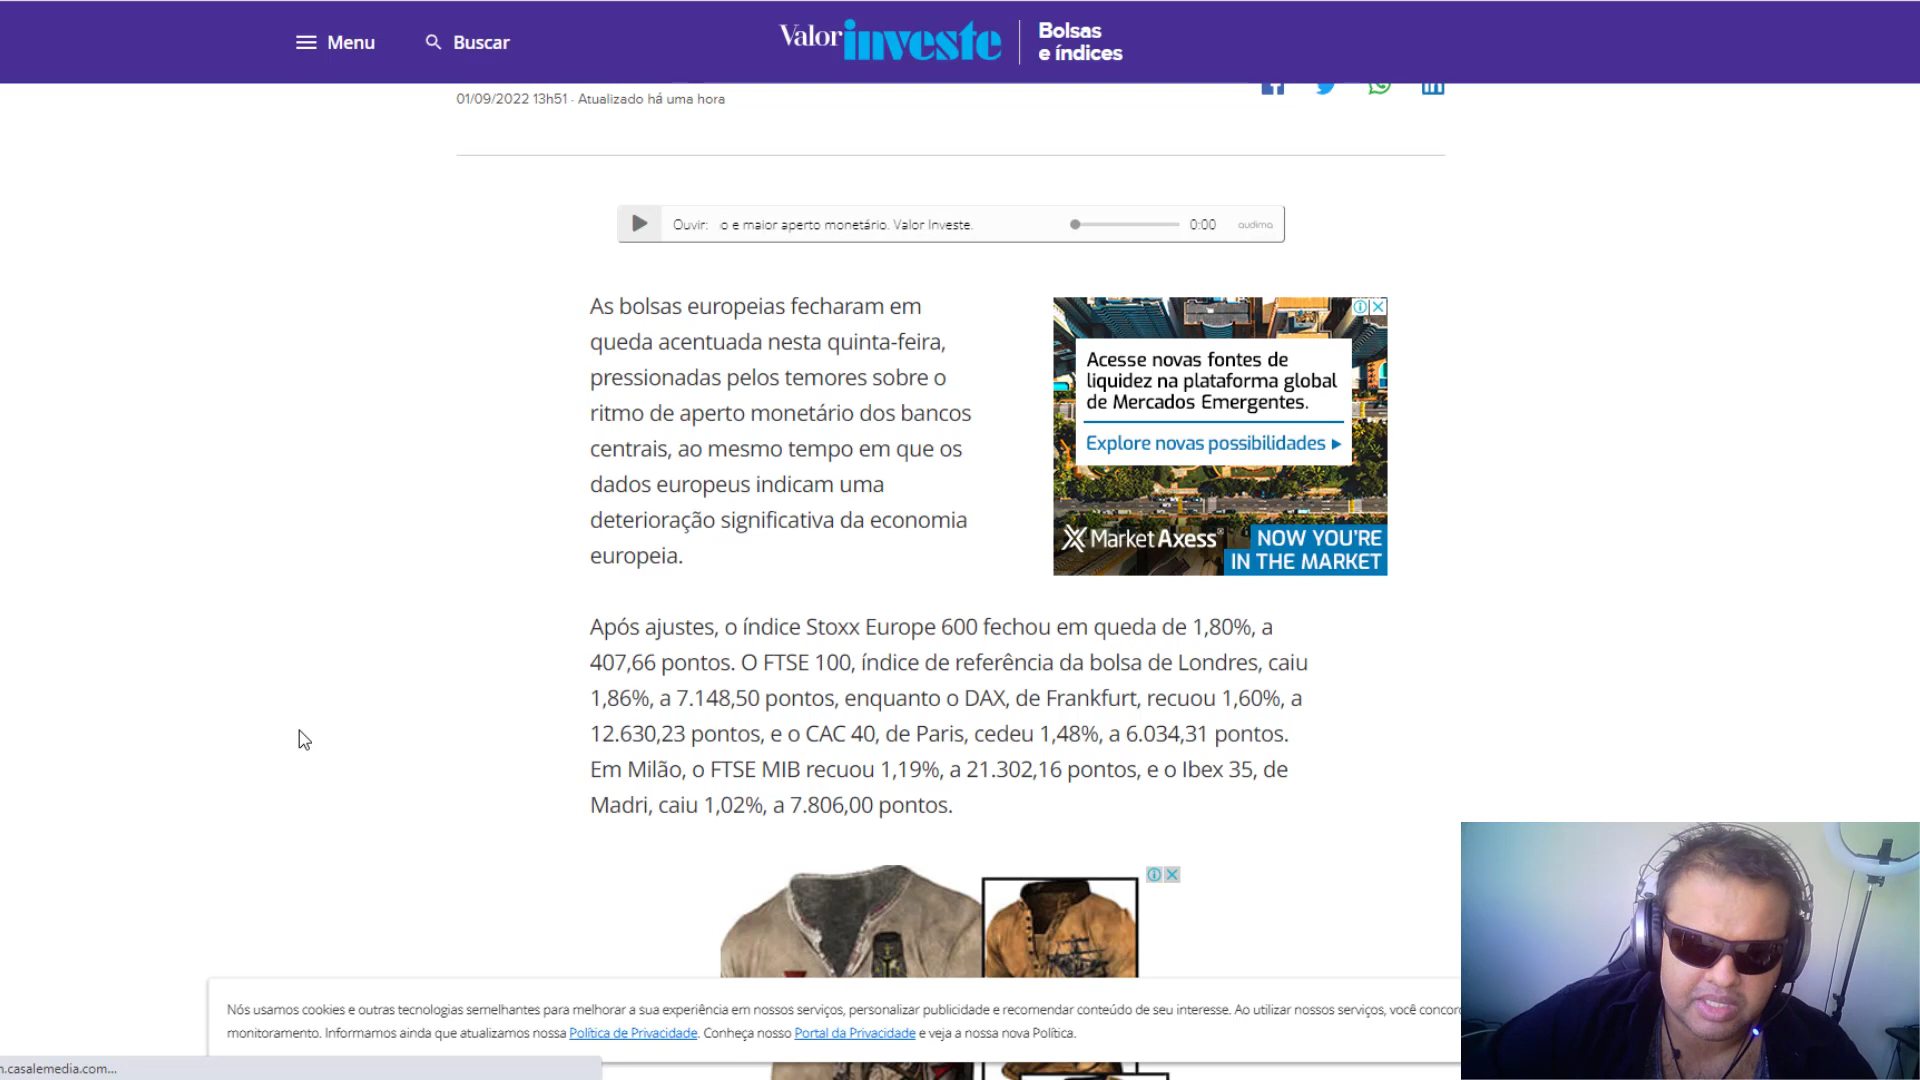 Menu
Buscar
Valor investe
Bolsas
e índices
01/09/2022 13h51 · Atualizado há uma hora
Ouvir: o e maior aperto monetário. Valor Investe. 0:00 audima
As bolsas europeias fecharam em
queda acentuada nesta quinta-feira,
pressionadas pelos temores sobre o
ritmo de aperto monetário dos bancos
centrais, ao mesmo tempo em que os
dados europeus indicam uma
deterioração significativa da economia
europeia.
Acesse novas fontes de
liquidez na plataforma global
de Mercados Emergentes.
Explore novas possibilidades
MarketAxess
NOW YOU'RE
IN THE MARKET
Após ajustes, o índice Stoxx Europe 600 fechou em queda de 1,80%, a
407,66 pontos. O FTSE 100, índice de referência da bolsa de Londres, caiu
1,86%, a 7.148,50 pontos, enquanto o DAX, de Frankfurt, recuou 1,60%, a
12.630,23 pontos, e o CAC 40, de Paris, cedeu 1,48%, a 6.034,31 pontos.
Em Milão, o FTSE MIB recuou 1,19%, a 21.302,16 pontos, e o Ibex 35, de
Madri, caiu 1,02%, a 7.806,00 pontos.
Nós usamos cookies e outras tecnologias semelhantes para melhorar a sua experiência em nossos serviços, personalizar publicidade e recomendar conteúdo de seu interesse. Ao utilizar nossos serviços, você concor
monitoramento. Informamos ainda que atualizamos nossa Política de Privacidade. Conheça nosso Portal da Privacidade e veja a nossa nova Política.
n.casalemedia.com...